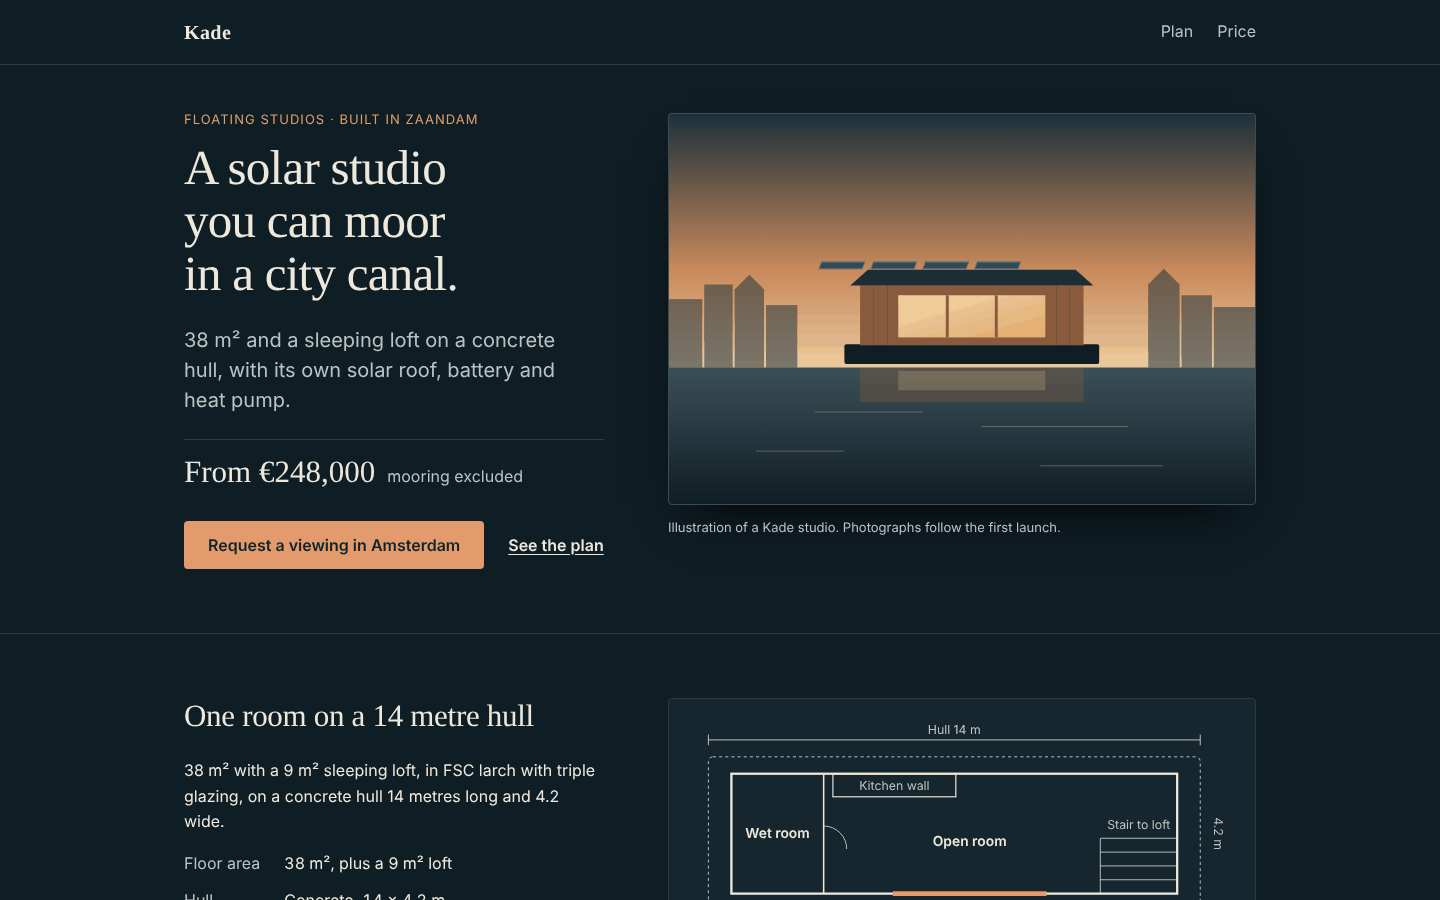 Kade
Plan
Price
FLOATING STUDIOS · BUILT IN ZAANDAM
A solar studio
you can moor
in a city canal.
38 m² and a sleeping loft on a concrete
hull, with its own solar roof, battery and
heat pump.
From €248,000 mooring excluded
Request a viewing in Amsterdam
See the plan
Illustration of a Kade studio. Photographs follow the first launch.
One room on a 14 metre hull
38 m² with a 9 m² sleeping loft, in FSC larch with triple
glazing, on a concrete hull 14 metres long and 4.2
wide.
Floor area 38 m², plus a 9 m² loft
Hull Concrete, 14 × 4.2 m
Hull 14 m
Kitchen wall
Wet room
Open room
Stair to loft
4.2 m